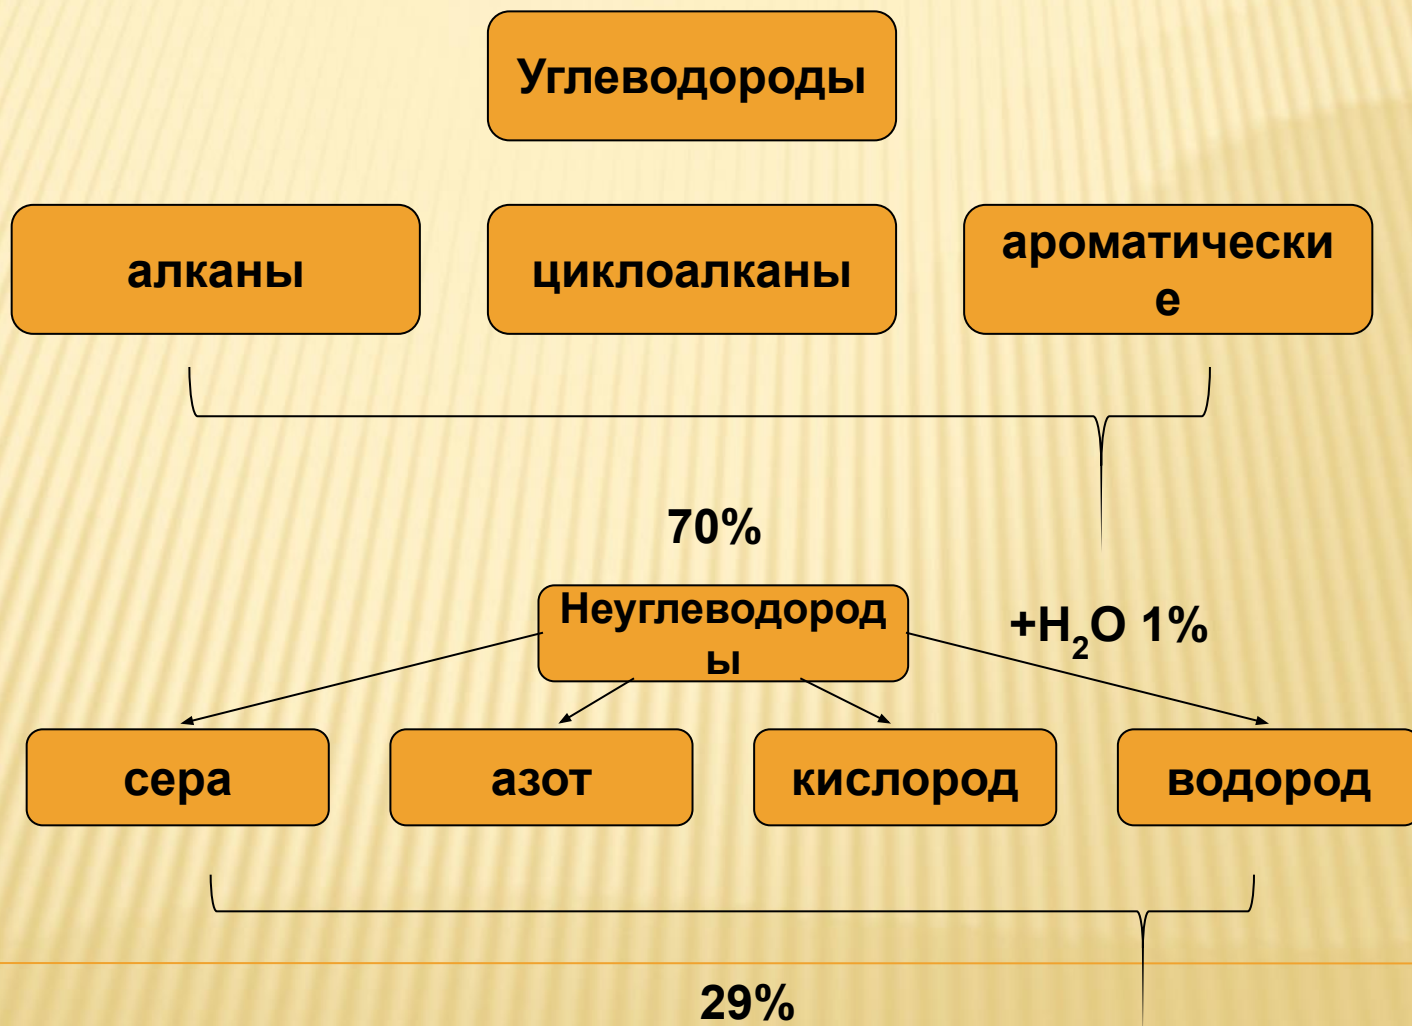 Углеводороды
алканы
циклоалканы
ароматически
е
70%
Неуглеводород
ы
+H₂O 1%
сера
азот
кислород
водород
29%